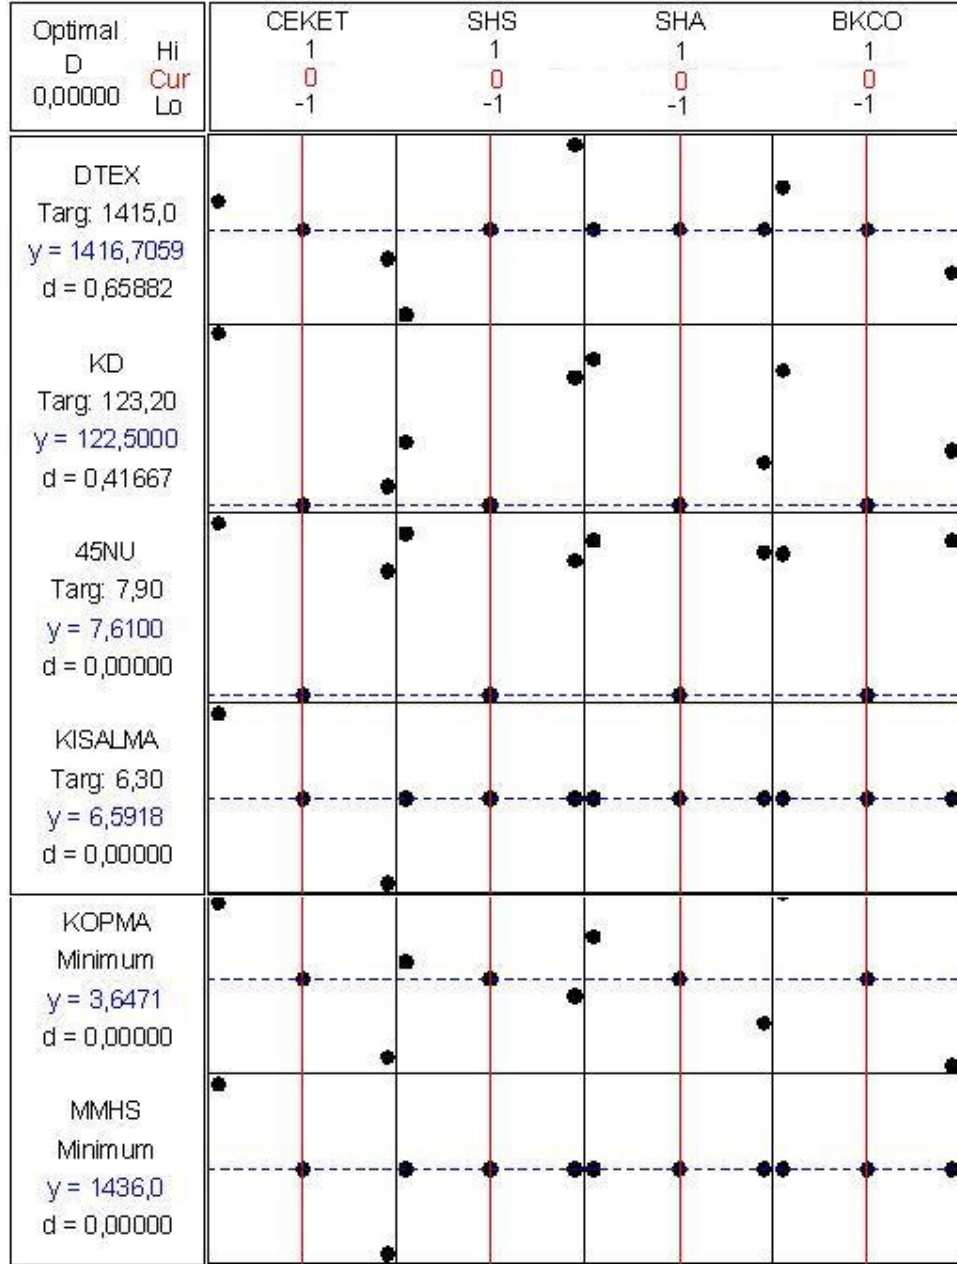 Optimal
D
0,00000
Hi
Cur
Lo
CEKET
1
0
-1
SHS
1
0
-1
SHA
1
0
-1
BKCO
1
0
-1
DTEX
Targ: 1415,0
y = 1416,7059
d = 0,65882
KD
Targ: 123,20
y = 122,5000
d = 0,41667
45NU
Targ: 7,90
y = 7,6100
d = 0,00000
KISALMA
Targ: 6,30
y = 6,5918
d = 0,00000
KOPMA
Minimum
y = 3,6471
d = 0,00000
MMHS
Minimum
y = 1436,0
d = 0,00000